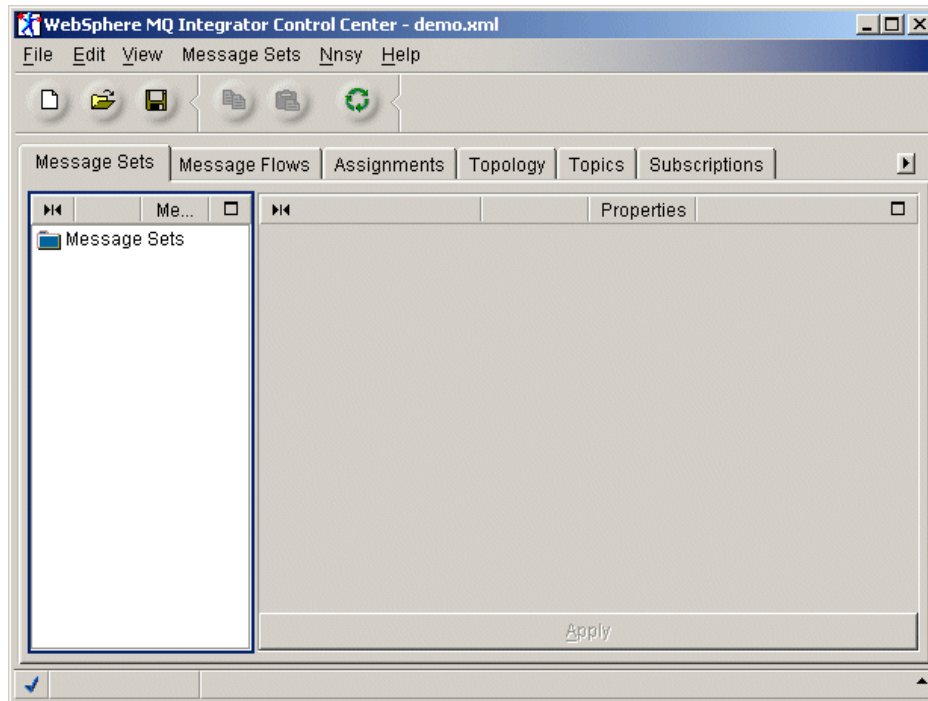 WebSphere MQ Integrator Control Center - demo.xml
File Edit View Message Sets Nnsy Help
Message Sets Message Flows Assignments Topology Topics Subscriptions
Me... Properties
Message Sets
Apply